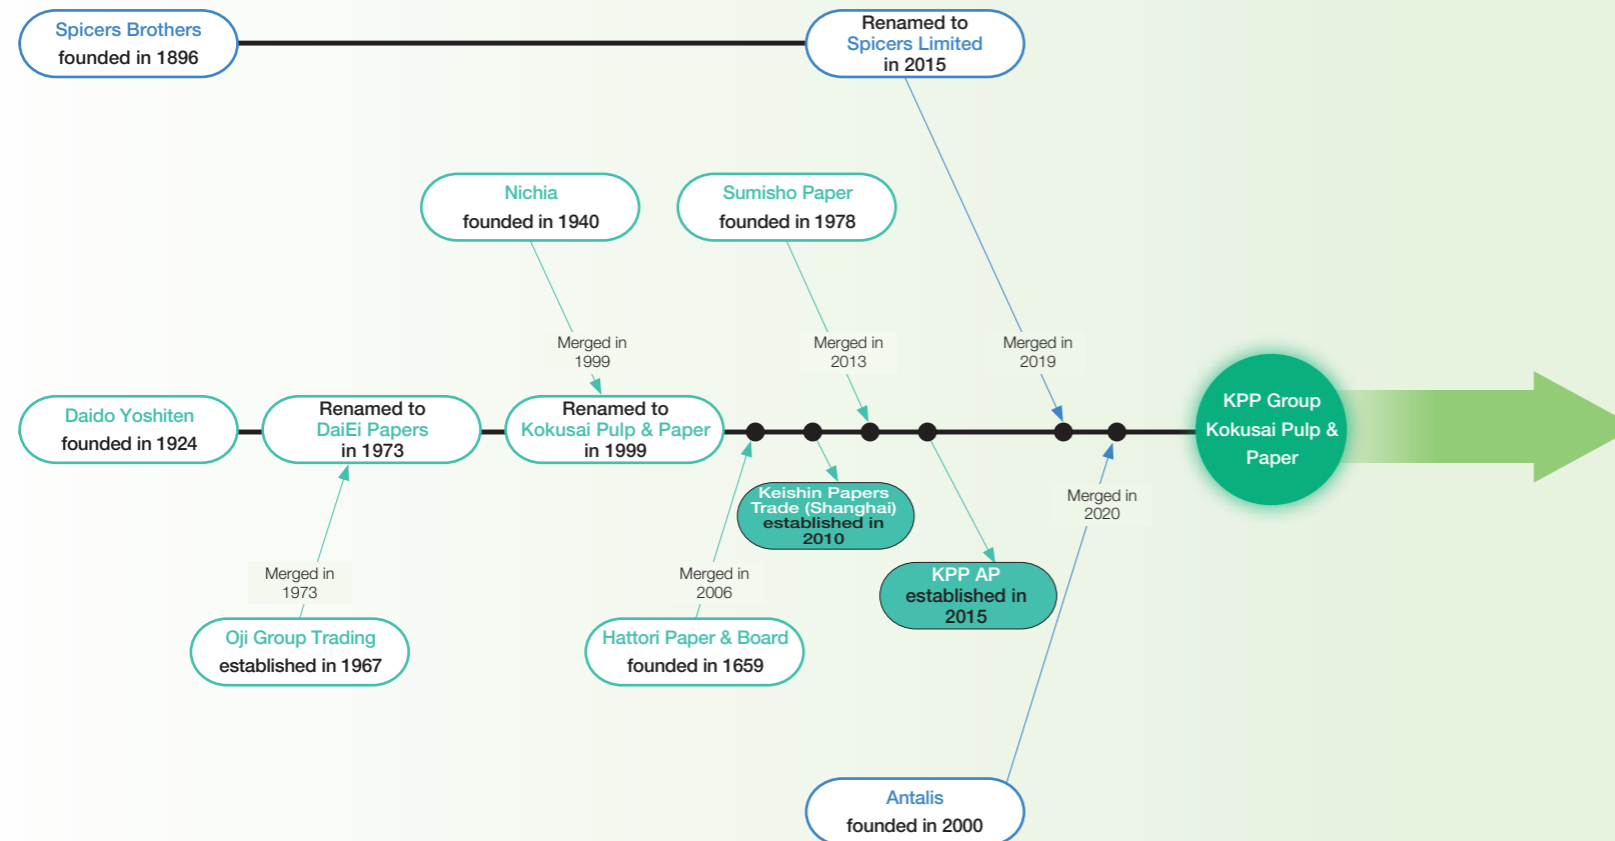 Spicers Brothers
founded in 1896
Renamed to
Spicers Limited
in 2015
Nichia
founded in 1940
Sumisho Paper
founded in 1978
Merged in
1999
Merged in
2013
Merged in
2019
Daido Yoshiten
founded in 1924
Renamed to
DaiEi Papers
in 1973
Renamed to
Kokusai Pulp & Paper
in 1999
KPP Group
Kokusai Pulp &
Paper
Keishin Papers
Trade (Shanghai)
established in
2010
Merged in
2020
Merged in
1973
Merged in
2006
KPP AP
established in
2015
Oji Group Trading
established in 1967
Hattori Paper & Board
founded in 1659
Antalis
founded in 2000